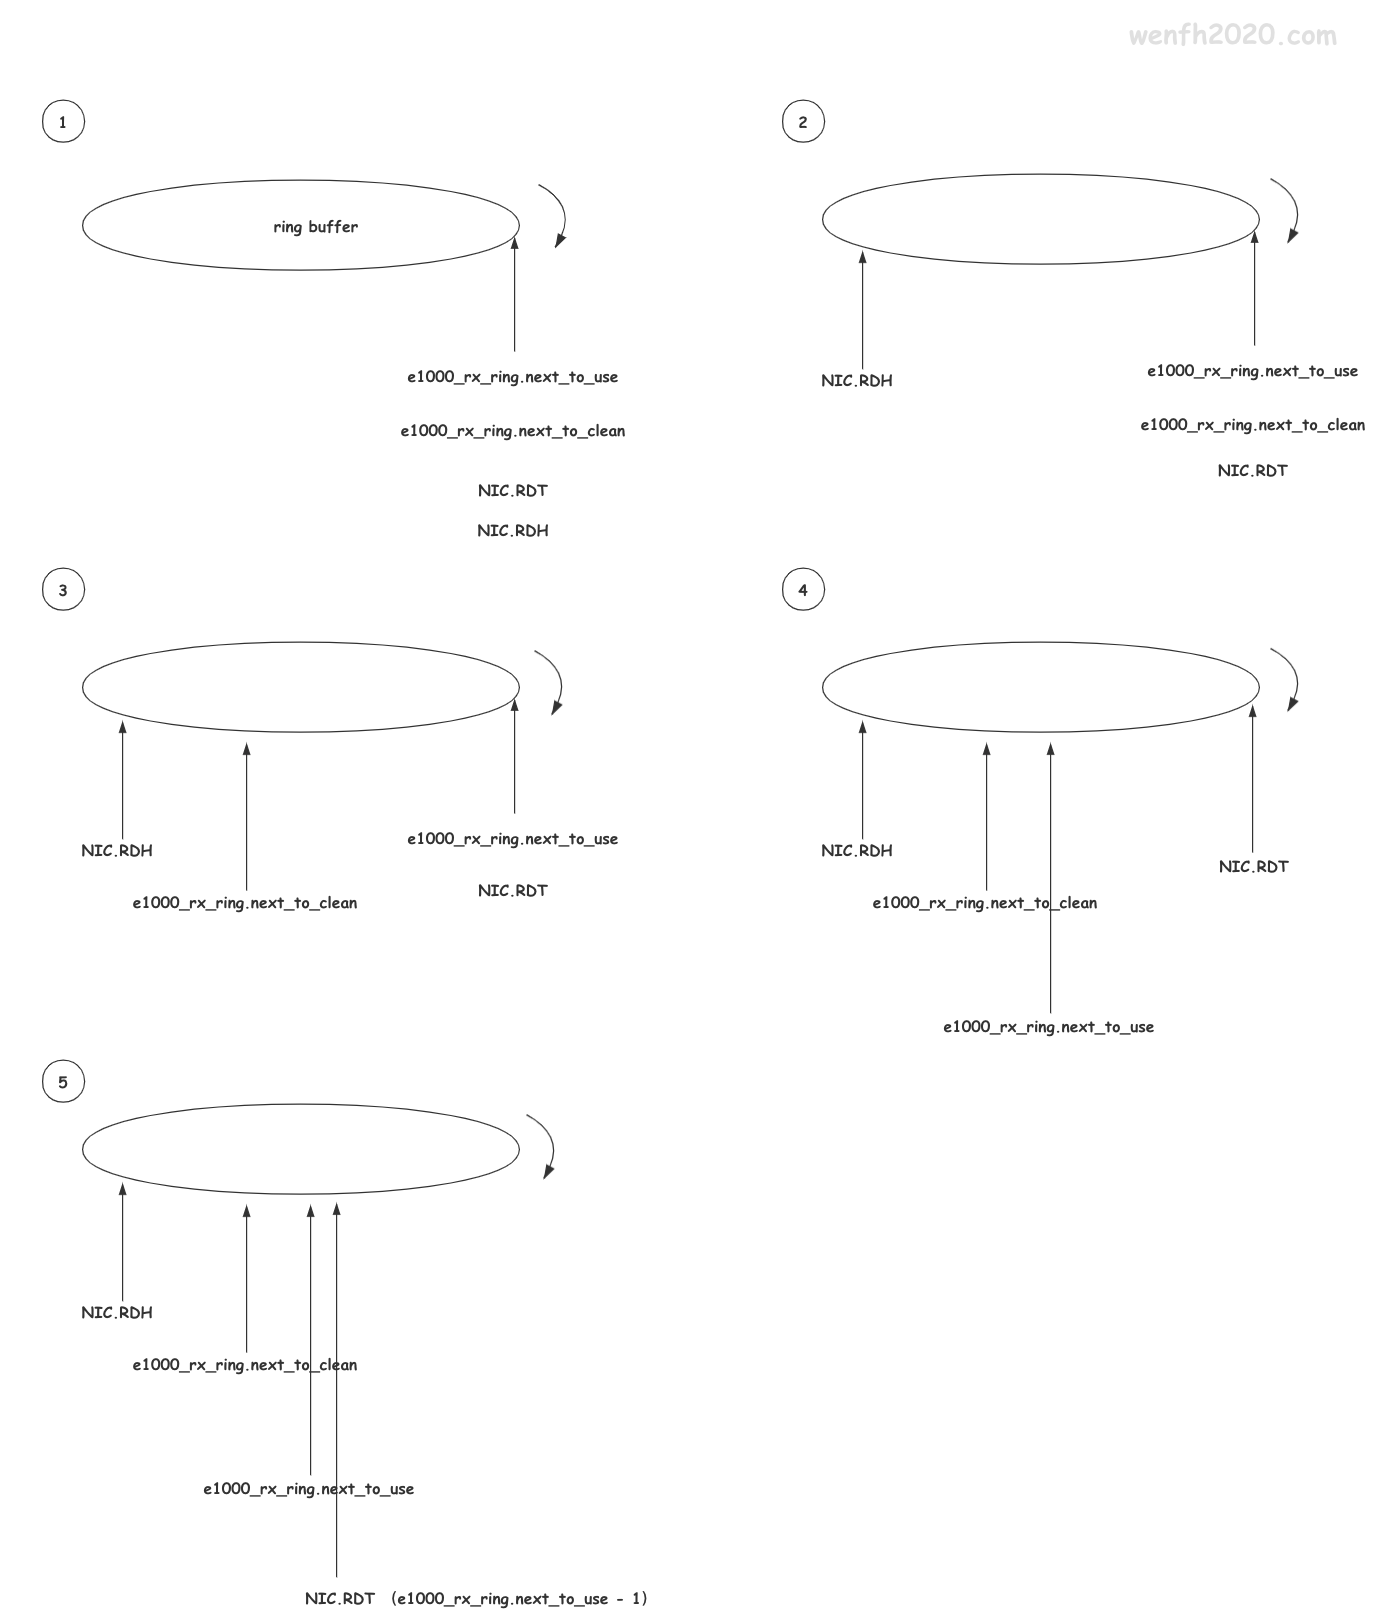 wenfh2020.com
1
ring buffer
e1000_rx_ring.next_to_use
e1000_rx_ring.next_to_clean
NIC.RDT
NIC.RDH
2
NIC.RDH
e1000_rx_ring.next_to_use
e1000_rx_ring.next_to_clean
NIC.RDT
3
NIC.RDH
e1000_rx_ring.next_to_use
NIC.RDT
e1000_rx_ring.next_to_clean
4
NIC.RDH
NIC.RDT
e1000_rx_ring.next_to_clean
e1000_rx_ring.next_to_use
5
NIC.RDH
e1000_rx_ring.next_to_clean
e1000_rx_ring.next_to_use
NIC.RDT (e1000_rx_ring.next_to_use - 1)